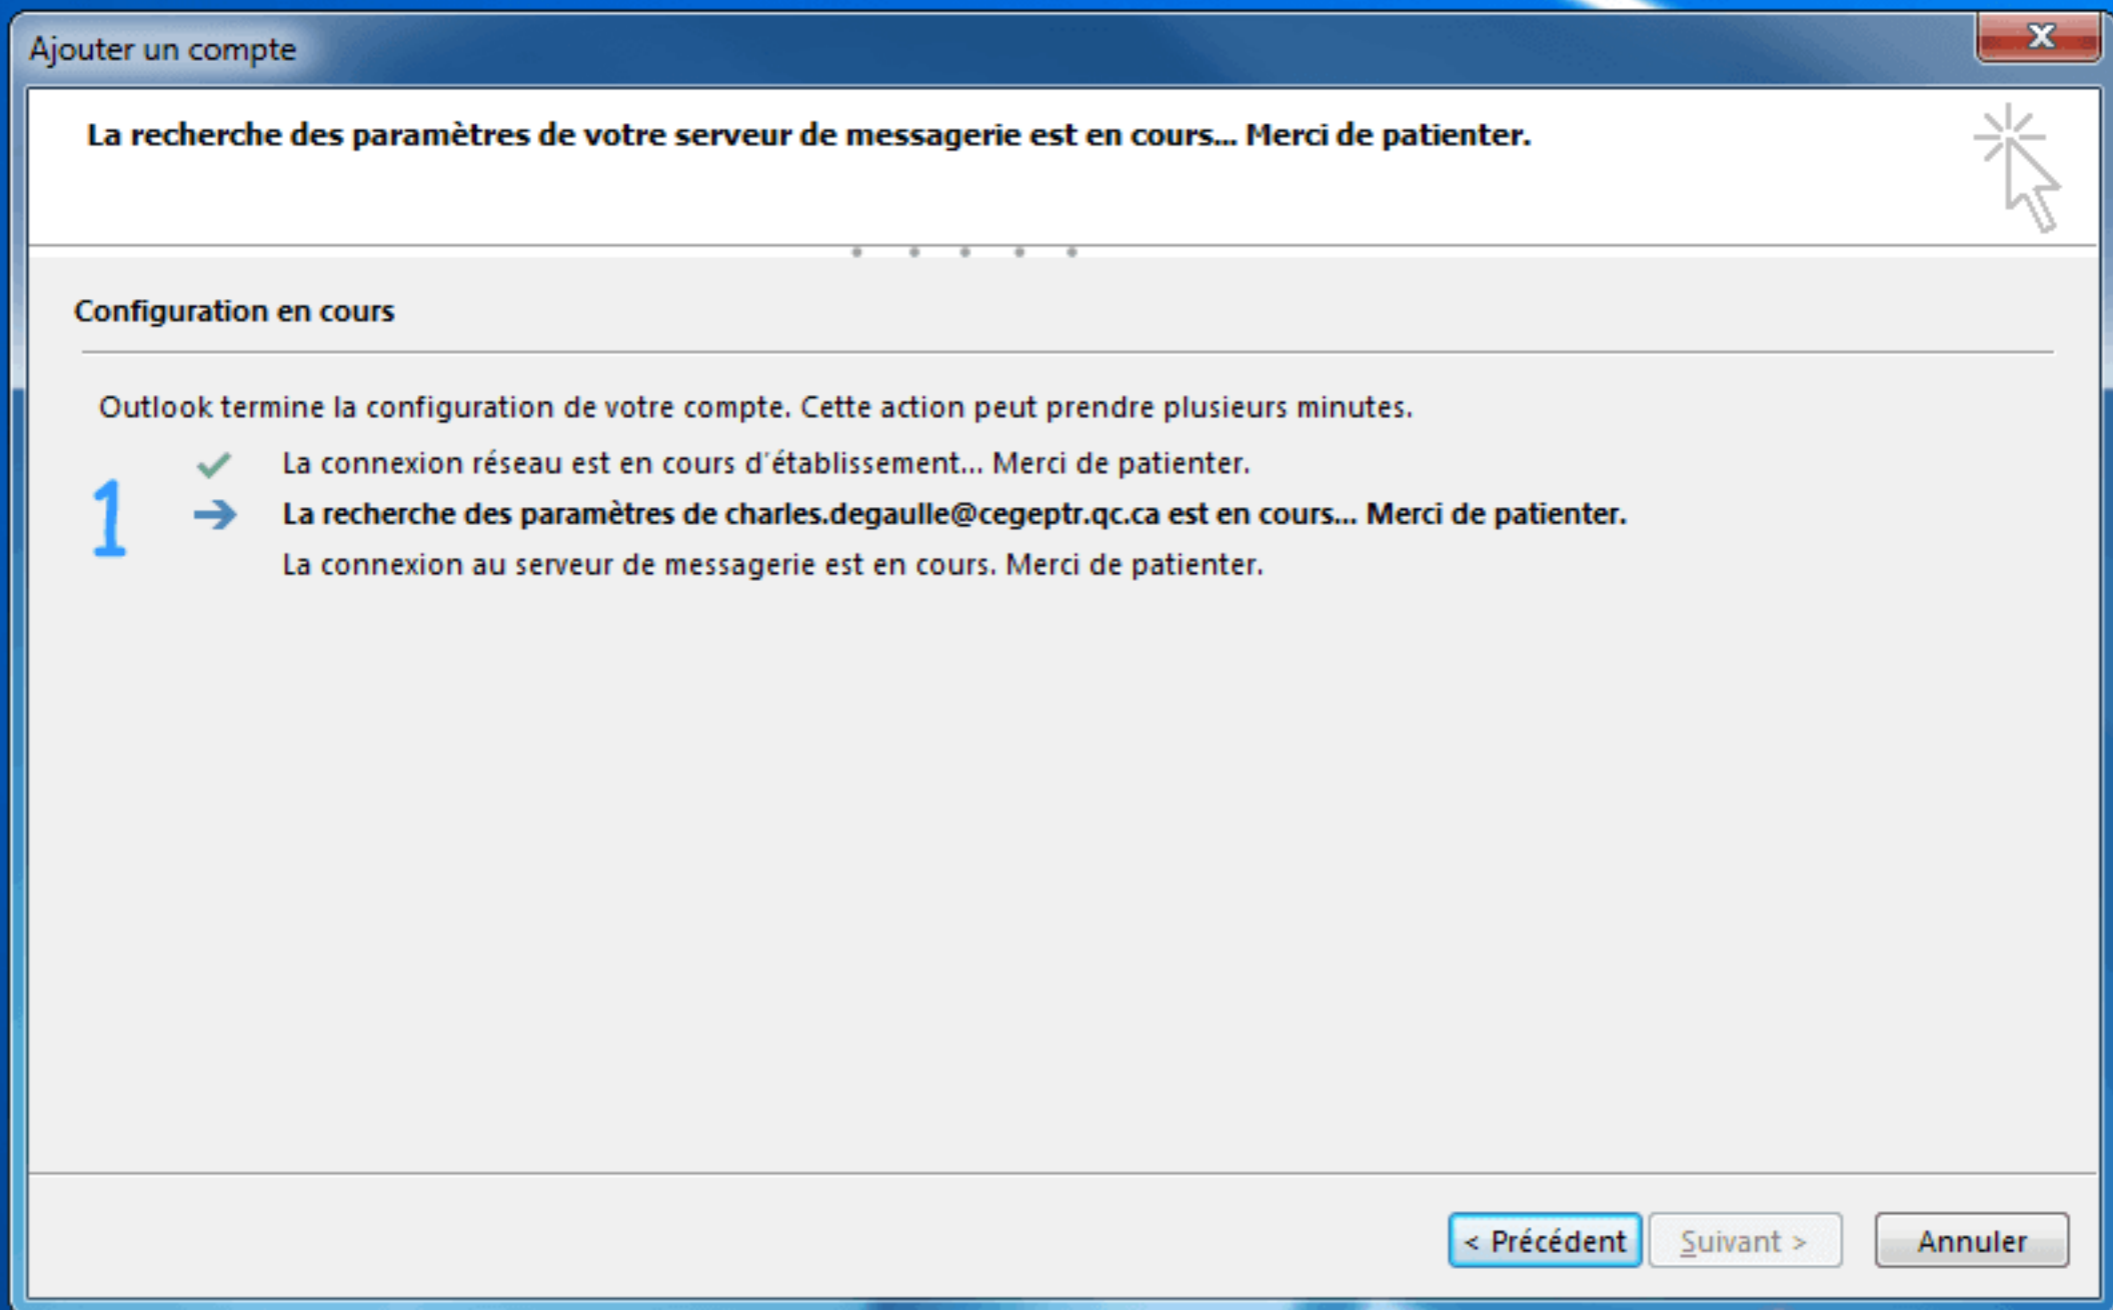 Ajouter un compte
X
La recherche des paramètres de votre serveur de messagerie est en cours... Merci de patienter.
Configuration en cours
Outlook termine la configuration de votre compte. Cette action peut prendre plusieurs minutes.
La connexion réseau est en cours d'établissement... Merci de patienter.
1
La recherche des paramètres de charles.degaulle@cegeptr.qc.ca est en cours... Merci de patienter.
La connexion au serveur de messagerie est en cours. Merci de patienter.
< Précédent Suivant > Annuler